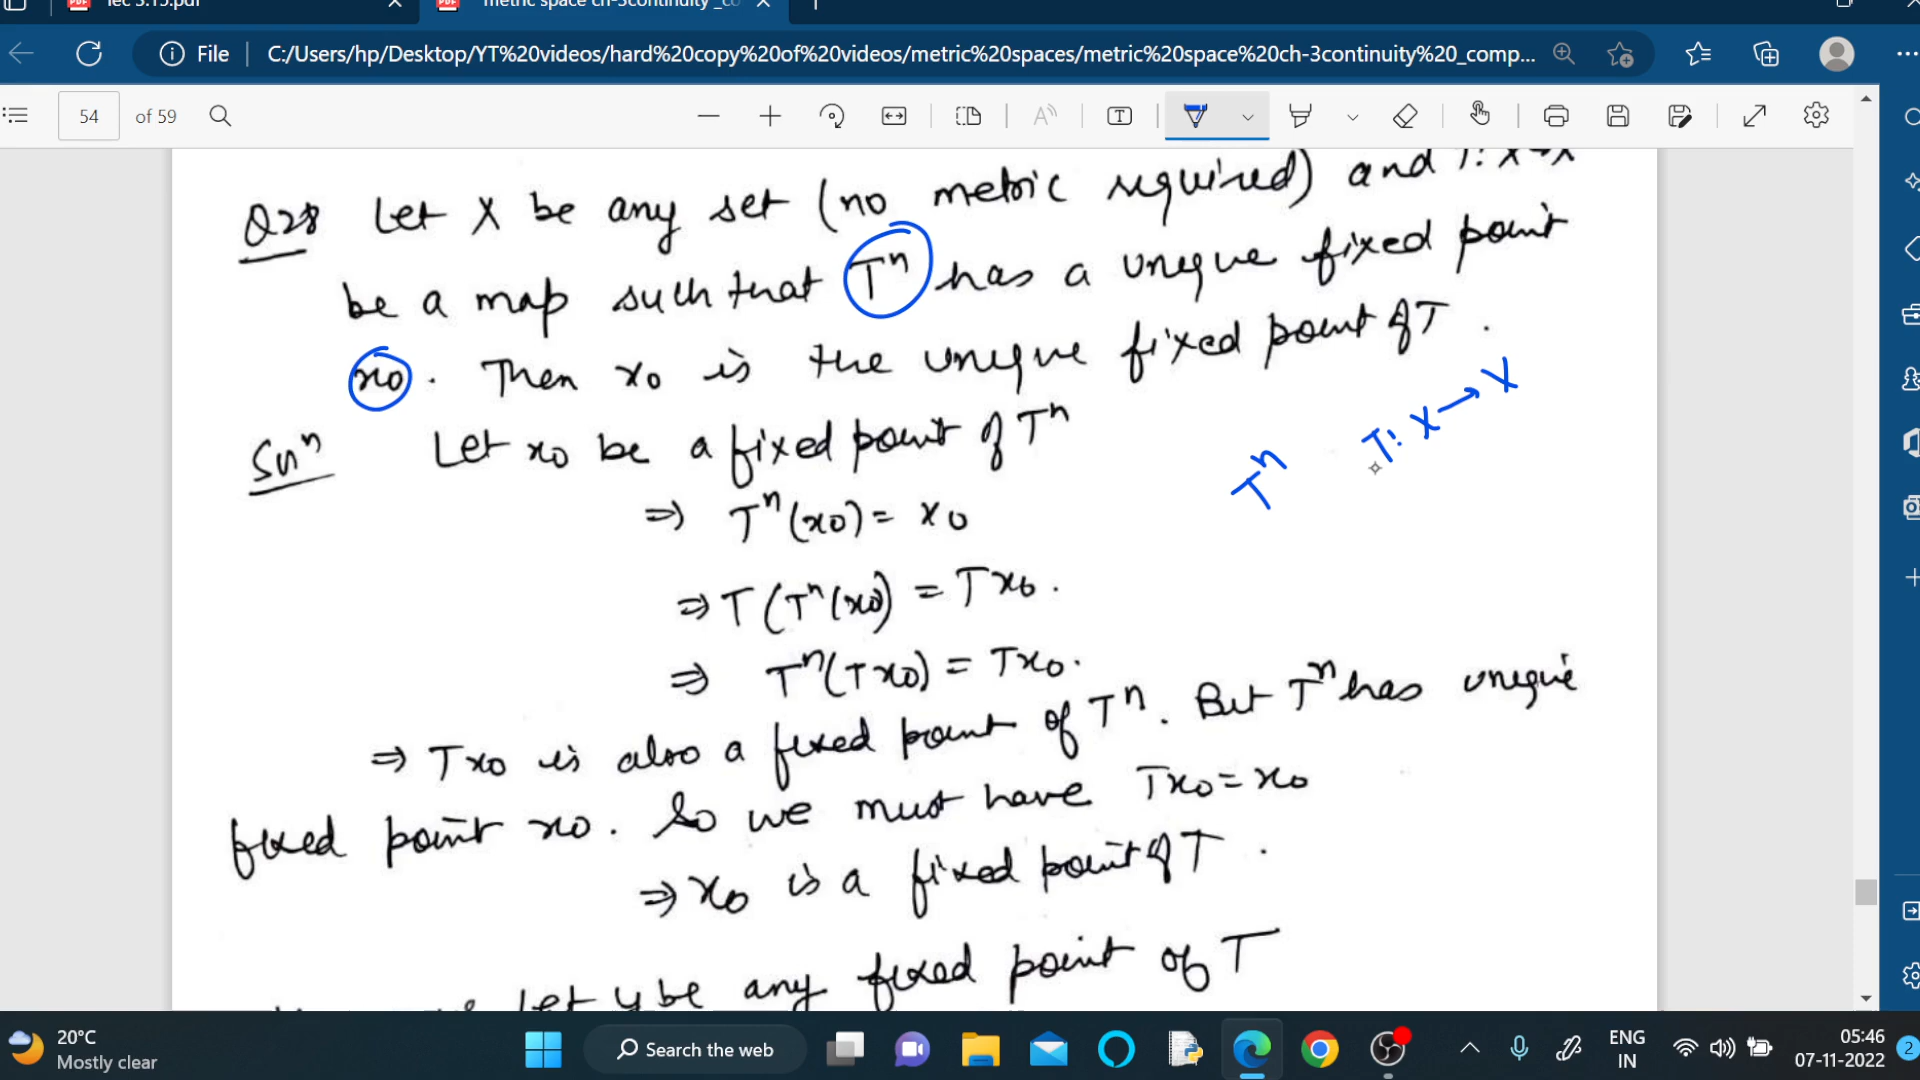 lec 3.15.pdf
metric space ch-3continuity _co
File
C:/Users/hp/Desktop/YT%20videos/hard%20copy%20of%20videos/metric%20spaces/metric%20space%20ch-3continuity%20_comp...
54 of 59
Q28 Let X be any set (no metric required) and T: X→X
be a map such that Tⁿ has a unique fixed point
x0. Then x0 is the unique fixed point of T.
T: X → X
Tⁿ
Solⁿ Let x0 be a fixed point of Tⁿ
⇒ Tⁿ(x0) = x0
⇒ T(Tⁿ(x0) = Tx0.
⇒ Tⁿ(Tx0) = Tx0.
⇒ Tx0 is also a fixed point of Tⁿ. But Tⁿ has unique
fixed point x0. So we must have Tx0 = x0
⇒ x0 is a fixed point of T.
Let y be any fixed point of T
20°C
Mostly clear
Search the web
ENG
IN
05:46
07-11-2022
2